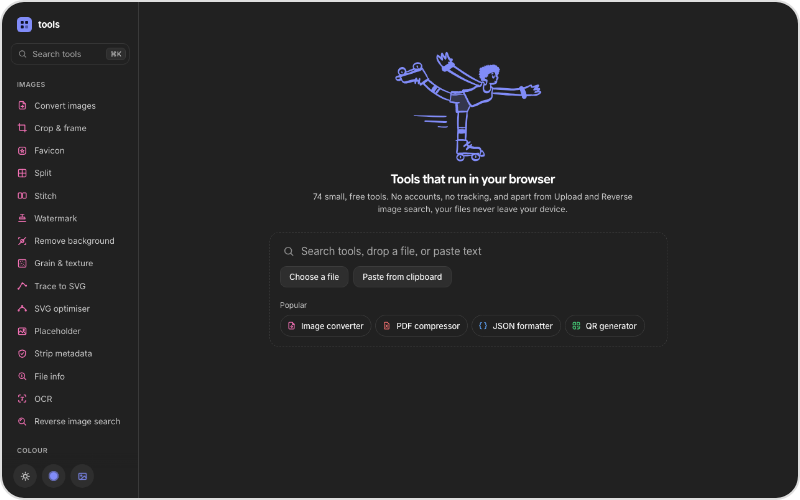 tools
Search tools
⌘K
IMAGES
Convert images
Crop & frame
Favicon
Split
Stitch
Watermark
Remove background
Grain & texture
Trace to SVG
SVG optimiser
Placeholder
Strip metadata
File info
OCR
Reverse image search
COLOUR
Tools that run in your browser
74 small, free tools. No accounts, no tracking, and apart from Upload and Reverse
image search, your files never leave your device.
Search tools, drop a file, or paste text
Choose a file
Paste from clipboard
Popular
Image converter
PDF compressor
JSON formatter
QR generator